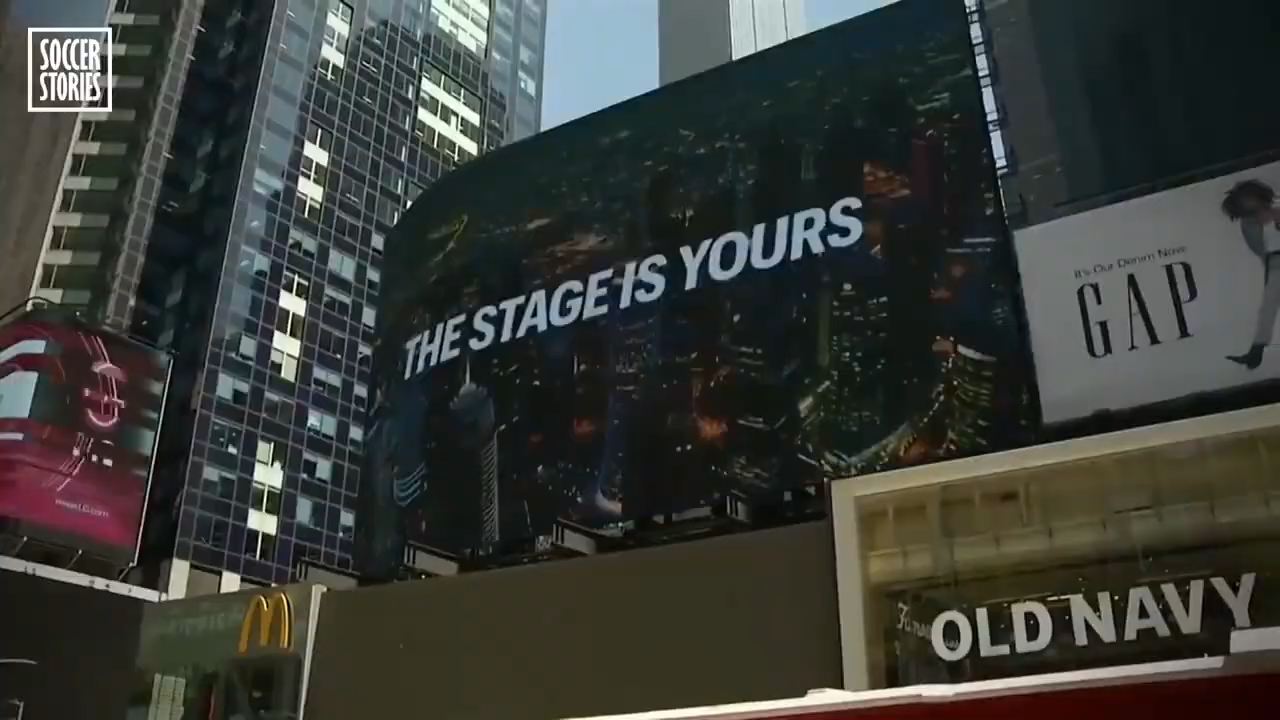 SOCCER
STORIES
THE STAGE IS YOURS
It's Our Denim Now
GAP
OLD NAVY